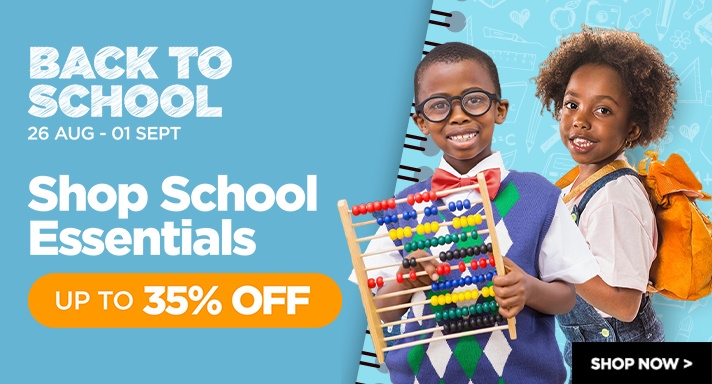 BACK TO
SCHOOL
26 AUG - 01 SEPT
Shop School
Essentials
UP TO 35% OFF
SHOP NOW >